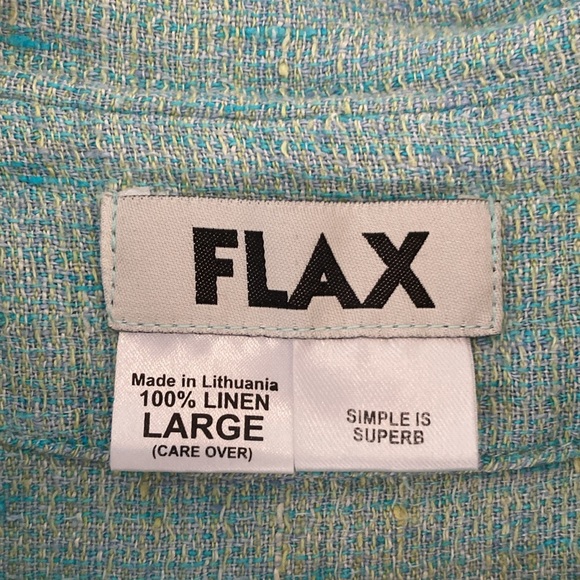 FLAX
Made in Lithuania
100% LINEN
LARGE
(CARE OVER)
SIMPLE IS
SUPERB